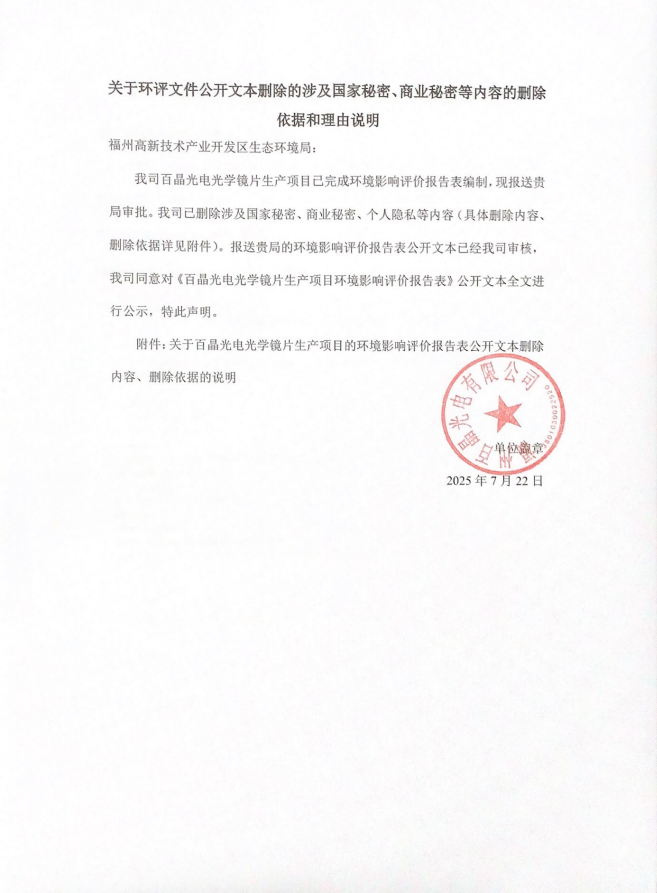 关于环评文件公开文本删除的涉及国家秘密、商业秘密等内容的删除
依据和理由说明
福州高新技术产业开发区生态环境局：
我司百晶光电光学镜片生产项目已完成环境影响评价报告表编制，现报送贵
局审批。我司已删除涉及国家秘密、商业秘密、个人隐私等内容（具体删除内容、
删除依据详见附件）。报送贵局的环境影响评价报告表公开文本已经我司审核，
我司同意对《百晶光电光学镜片生产项目环境影响评价报告表》公开文本全文进
行公示，特此声明。
附件：关于百晶光电光学镜片生产项目的环境影响评价报告表公开文本删除
内容、删除依据的说明
福州百晶光电有限公司
单位盖章
2025 年 7 月 22 日